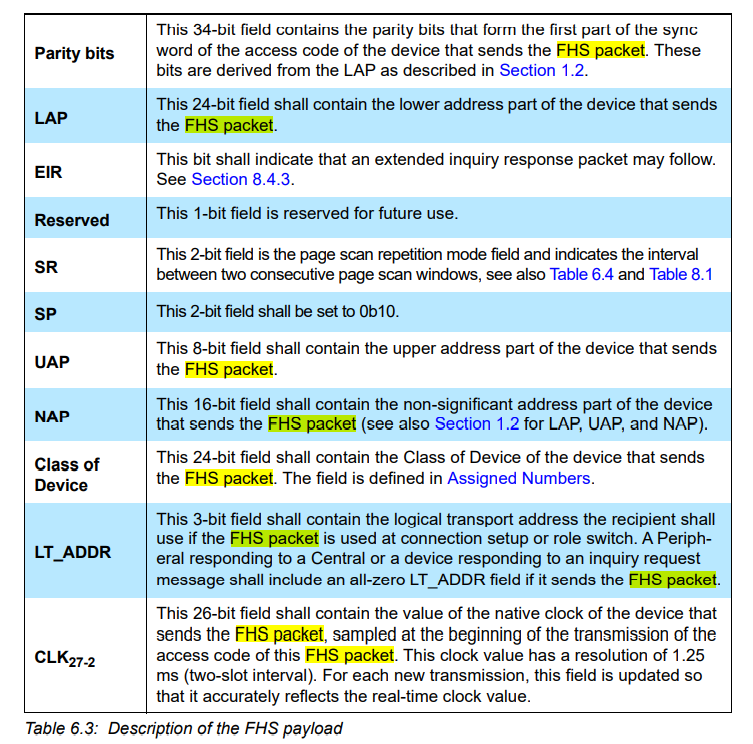 This 34-bit field contains the parity bits that form the first part of the sync
Parity bits
word of the access code of the device that sends the FHS packet. These
bits are derived from the LAP as described in Section 1.2.
LAP
This 24-bit field shall contain the lower address part of the device that sends
the FHS packet.
EIR
This bit shall indicate that an extended inquiry response packet may follow.
See Section 8.4.3.
Reserved
This 1-bit field is reserved for future use.
SR
This 2-bit field is the page scan repetition mode field and indicates the interval
between two consecutive page scan windows, see also Table 6.4 and Table 8.1
SP
This 2-bit field shall be set to 0b10.
UAP
This 8-bit field shall contain the upper address part of the device that sends
the FHS packet.
NAP
This 16-bit field shall contain the non-significant address part of the device
that sends the FHS packet (see also Section 1.2 for LAP, UAP, and NAP).
Class of
Device
This 24-bit field shall contain the Class of Device of the device that sends
the FHS packet. The field is defined in Assigned Numbers.
LT_ADDR
This 3-bit field shall contain the logical transport address the recipient shall
use if the FHS packet is used at connection setup or role switch. A Periph-
eral responding to a Central or a device responding to an inquiry request
message shall include an all-zero LT_ADDR field if it sends the FHS packet.
CLK27-2
This 26-bit field shall contain the value of the native clock of the device that
sends the FHS packet, sampled at the beginning of the transmission of the
access code of this FHS packet. This clock value has a resolution of 1.25
ms (two-slot interval). For each new transmission, this field is updated so
that it accurately reflects the real-time clock value.
Table 6.3: Description of the FHS payload